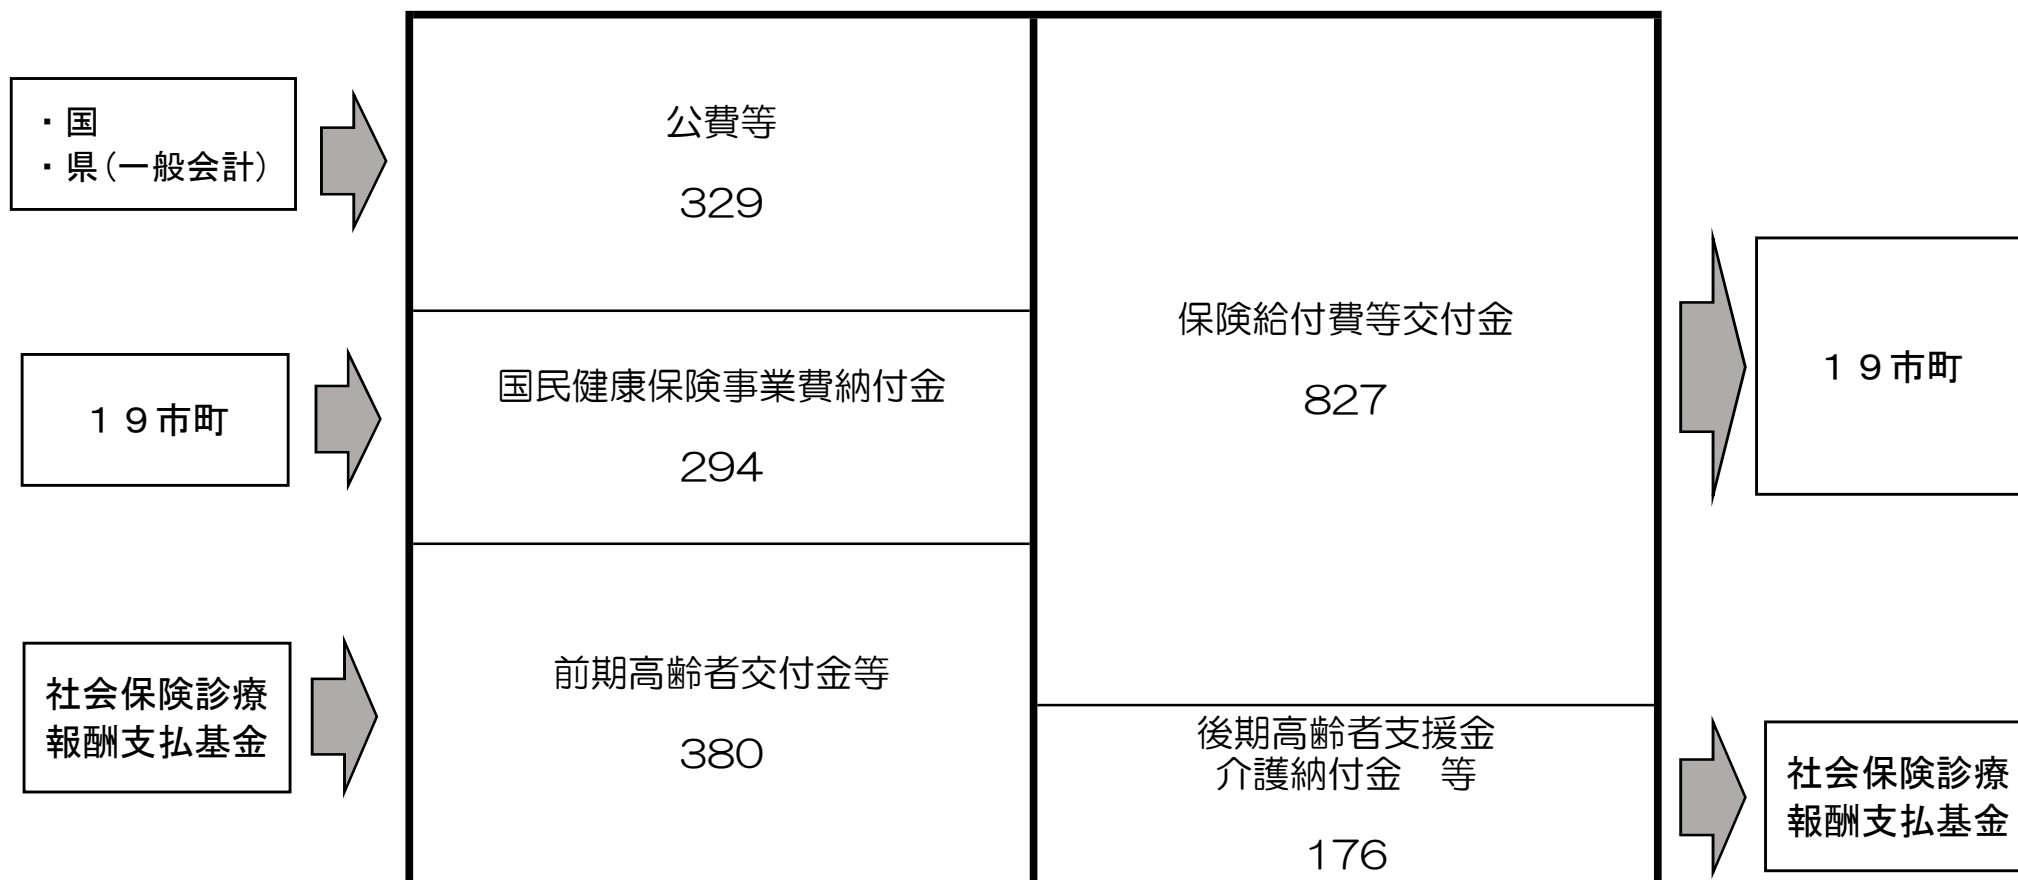 ・国
・県(一般会計)
１９市町
社会保険診療
報酬支払基金
公費等
329
国民健康保険事業費納付金
294
前期高齢者交付金等
380
保険給付費等交付金
827
後期高齢者支援金
介護納付金　等
176
１９市町
社会保険診療
報酬支払基金